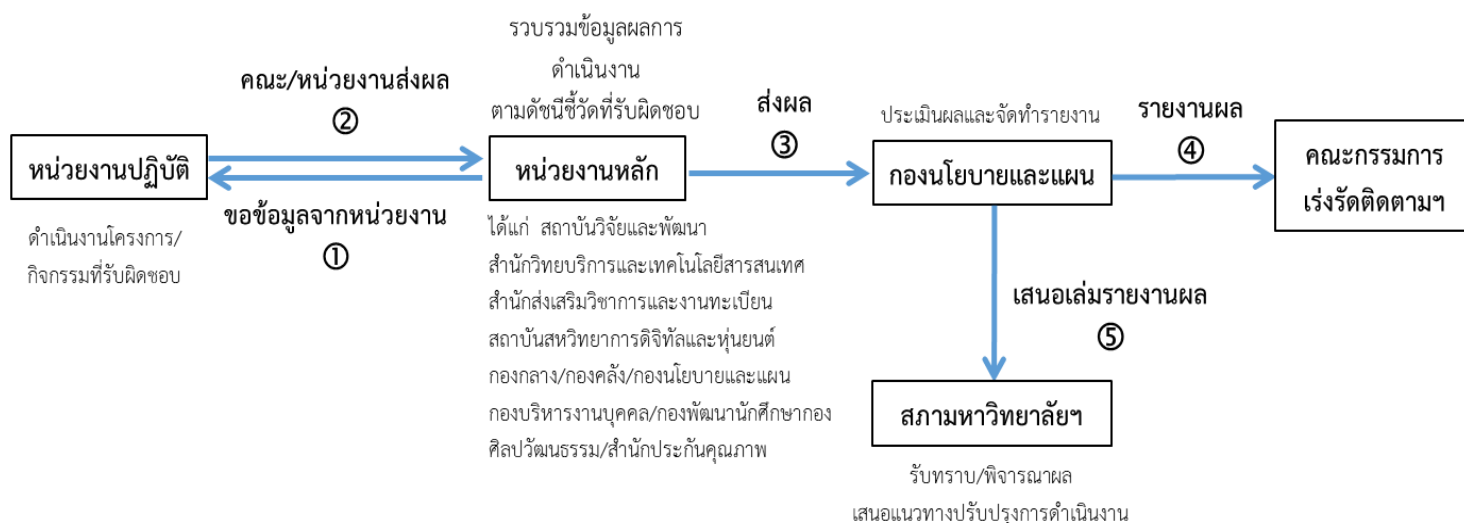 รวบรวมข้อมูลผลการ
ดำเนินงาน
ตามดัชนีชี้วัดที่รับผิดชอบ
คณะ/หน่วยงานส่งผล
②
ส่งผล
③
ประเมินผลและจัดทำรายงาน
รายงานผล
④
หน่วยงานปฏิบัติ
หน่วยงานหลัก
กองนโยบายและแผน
คณะกรรมการ
เร่งรัดติดตามฯ
ขอข้อมูลจากหน่วยงาน
①
ดำเนินงานโครงการ/
กิจกรรมที่รับผิดชอบ
ได้แก่ สถาบันวิจัยและพัฒนา
สำนักวิทยบริการและเทคโนโลยีสารสนเทศ
สำนักส่งเสริมวิชาการและงานทะเบียน
สถาบันสหวิทยาการดิจิทัลและหุ่นยนต์
กองกลาง/กองคลัง/กองนโยบายและแผน
กองบริหารงานบุคคล/กองพัฒนานักศึกษากอง
ศิลปวัฒนธรรม/สำนักประกันคุณภาพ
เสนอเล่มรายงานผล
⑤
สภามหาวิทยาลัยฯ
รับทราบ/พิจารณาผล
เสนอแนวทางปรับปรุงการดำเนินงาน